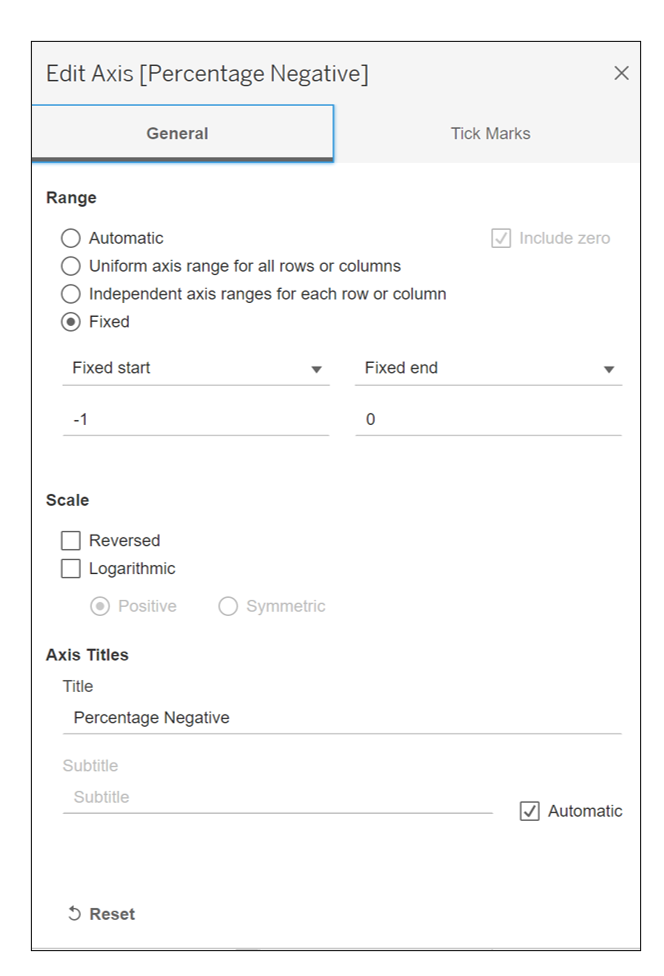 Edit Axis [Percentage Negative]
General Tick Marks
Range
Automatic Include zero
Uniform axis range for all rows or columns
Independent axis ranges for each row or column
Fixed
Fixed start Fixed end
-1 0
Scale
Reversed
Logarithmic
Positive Symmetric
Axis Titles
Title
Percentage Negative
Subtitle
Subtitle
Automatic
Reset